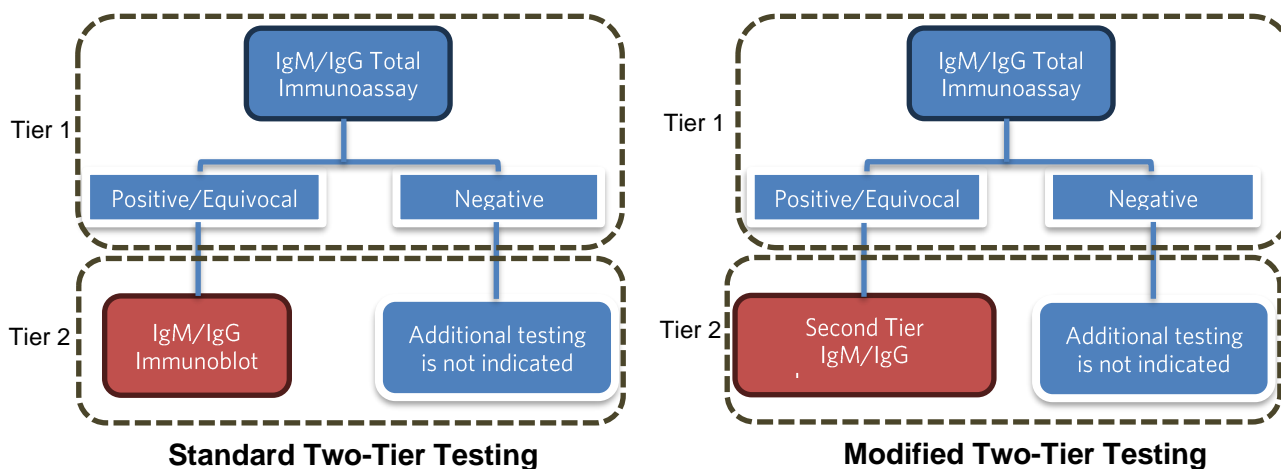 IgM/IgG Total
Immunoassay
Tier 1
Positive/Equivocal
Negative
Tier 2
IgM/IgG
Immunoblot
Additional testing
is not indicated
Standard Two-Tier Testing
IgM/IgG Total
Immunoassay
Tier 1
Positive/Equivocal
Negative
Tier 2
Second Tier
IgM/IgG
Additional testing
is not indicated
Modified Two-Tier Testing